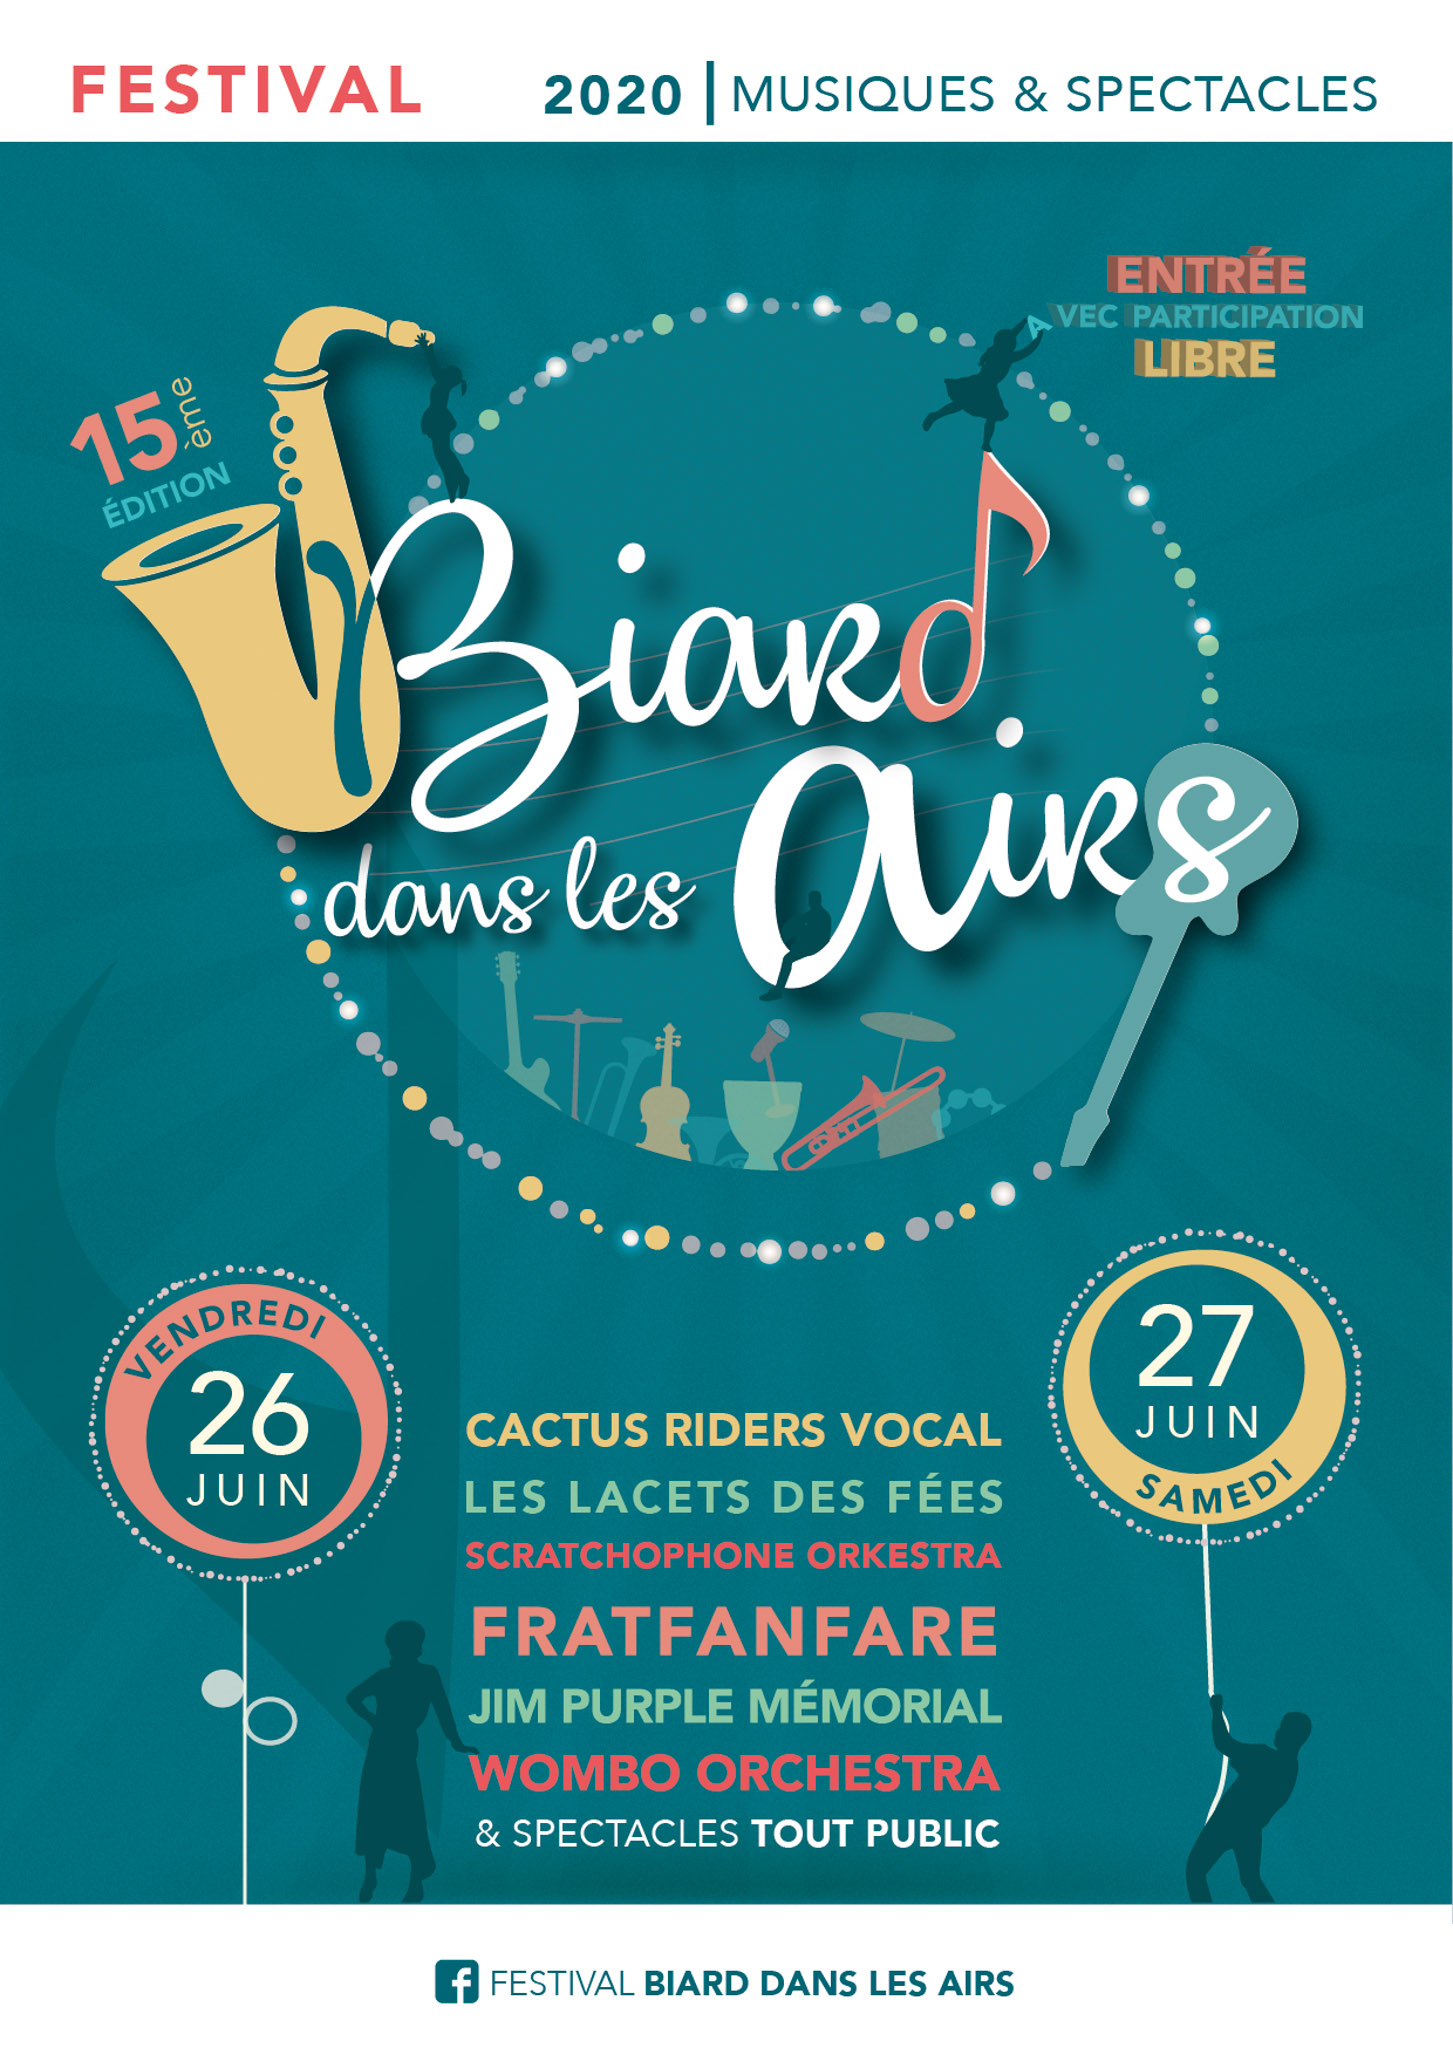 FESTIVAL
2020 | MUSIQUES & SPECTACLES
ENTRÉE
AVEC PARTICIPATION
LIBRE
15ème
ÉDITION
Biard
dans les Airs
VENDREDI
26
JUIN
27
JUIN
SAMEDI
CACTUS RIDERS VOCAL
LES LACETS DES FÉES
SCRATCHOPHONE ORKESTRA
FRATFANFARE
JIM PURPLE MÉMORIAL
WOMBO ORCHESTRA
& SPECTACLES TOUT PUBLIC
f FESTIVAL BIARD DANS LES AIRS